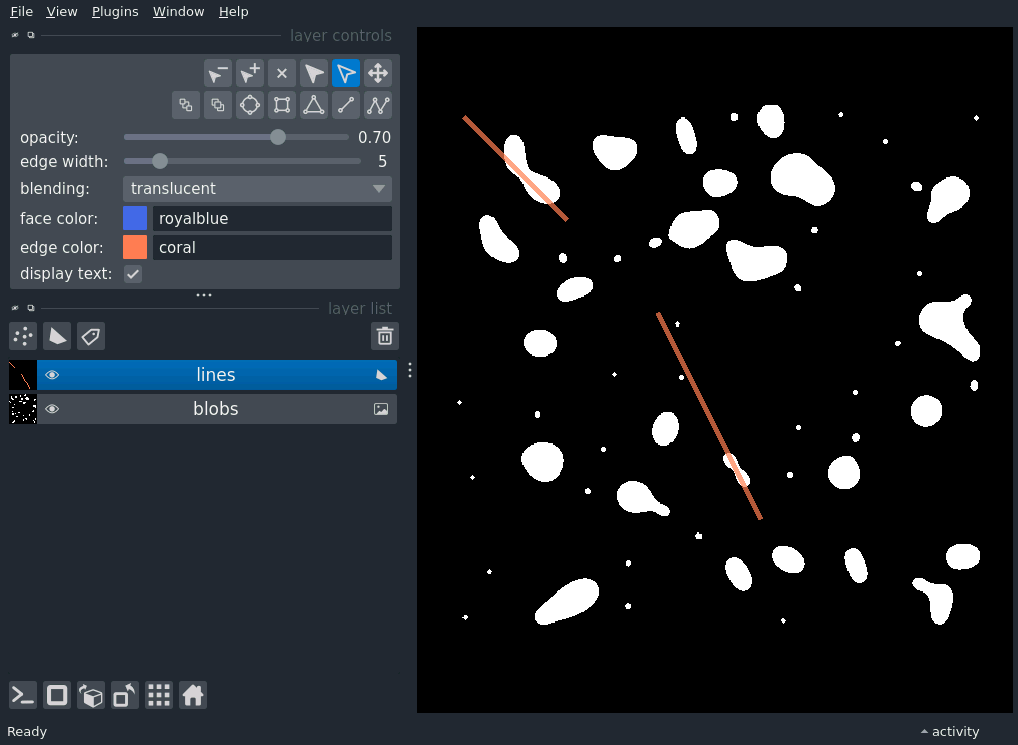 File View Plugins Window Help
layer controls
opacity: 0.70
edge width: 5
blending: translucent
face color: royalblue
edge color: coral
display text:
layer list
lines
blobs
Ready activity